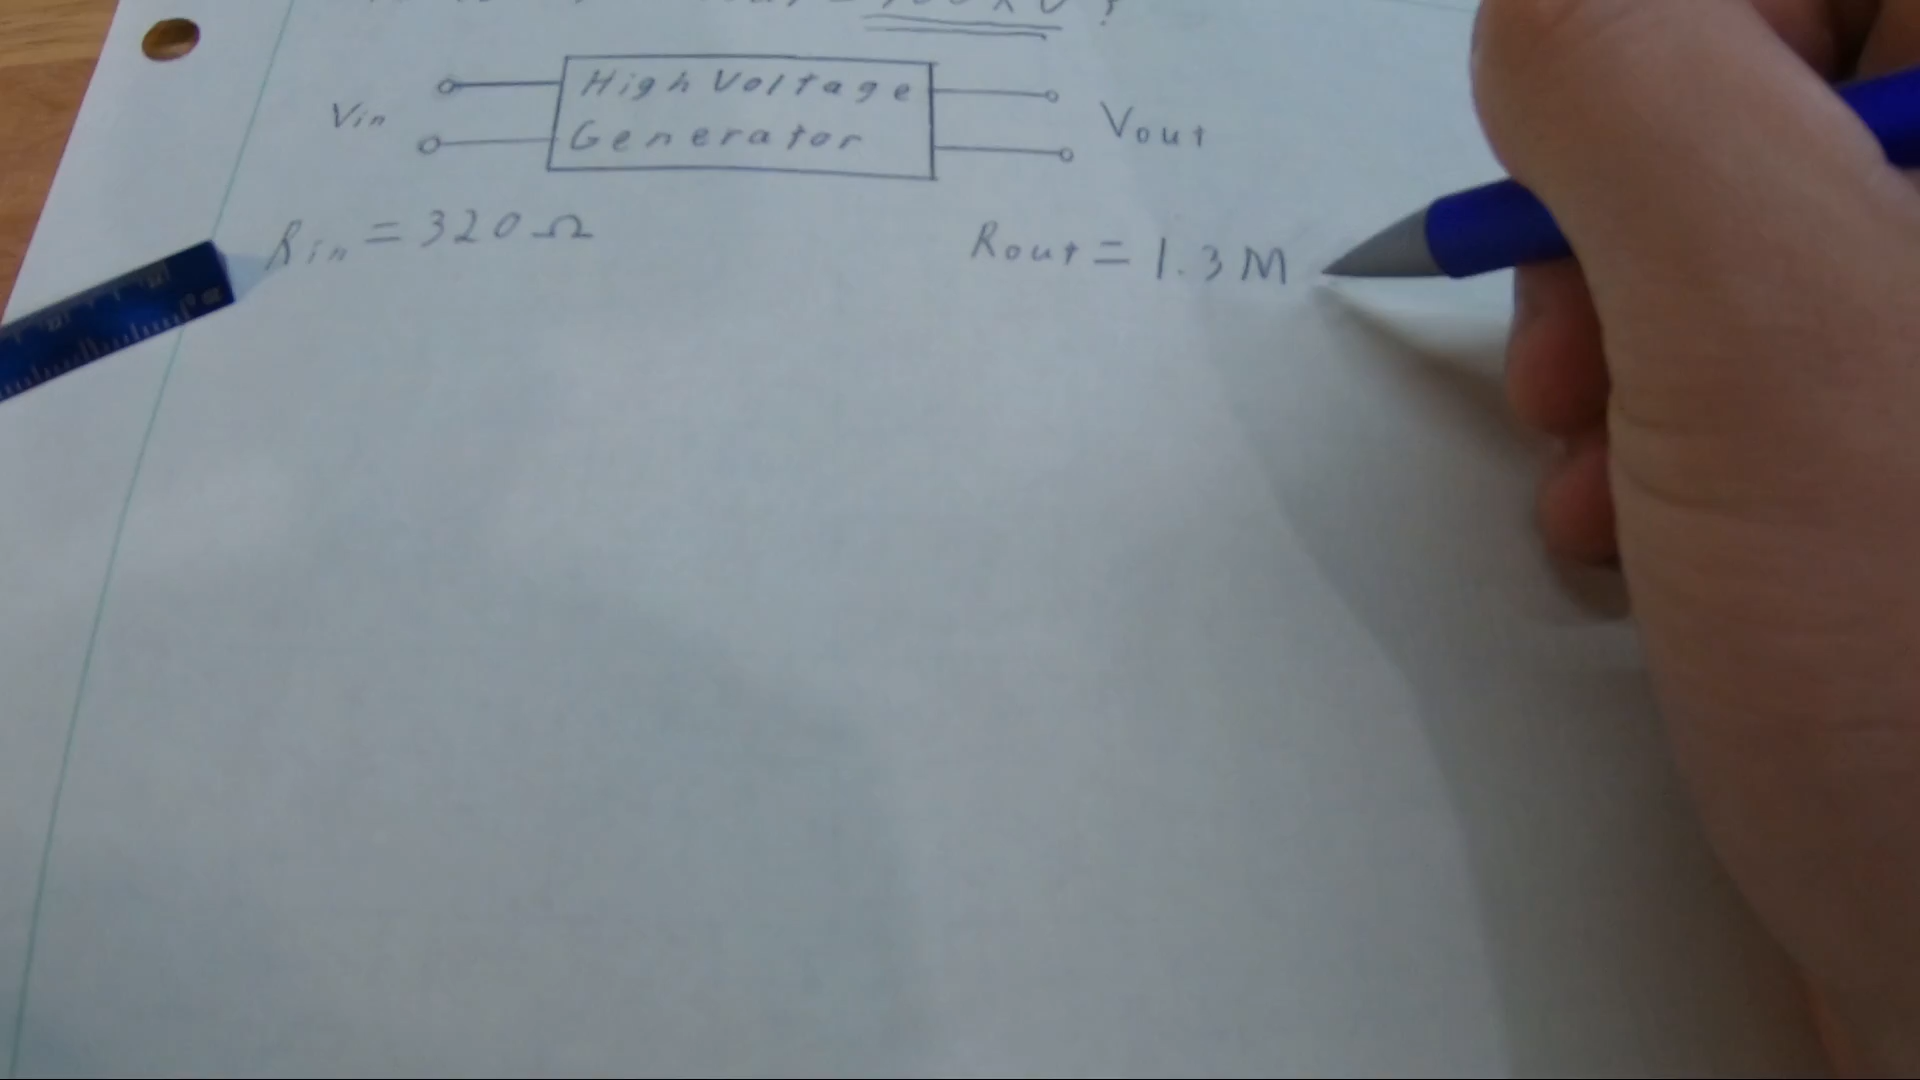 High Voltage
Vin Vout
Generator
Rin = 320 Ω Rout = 1.3 M